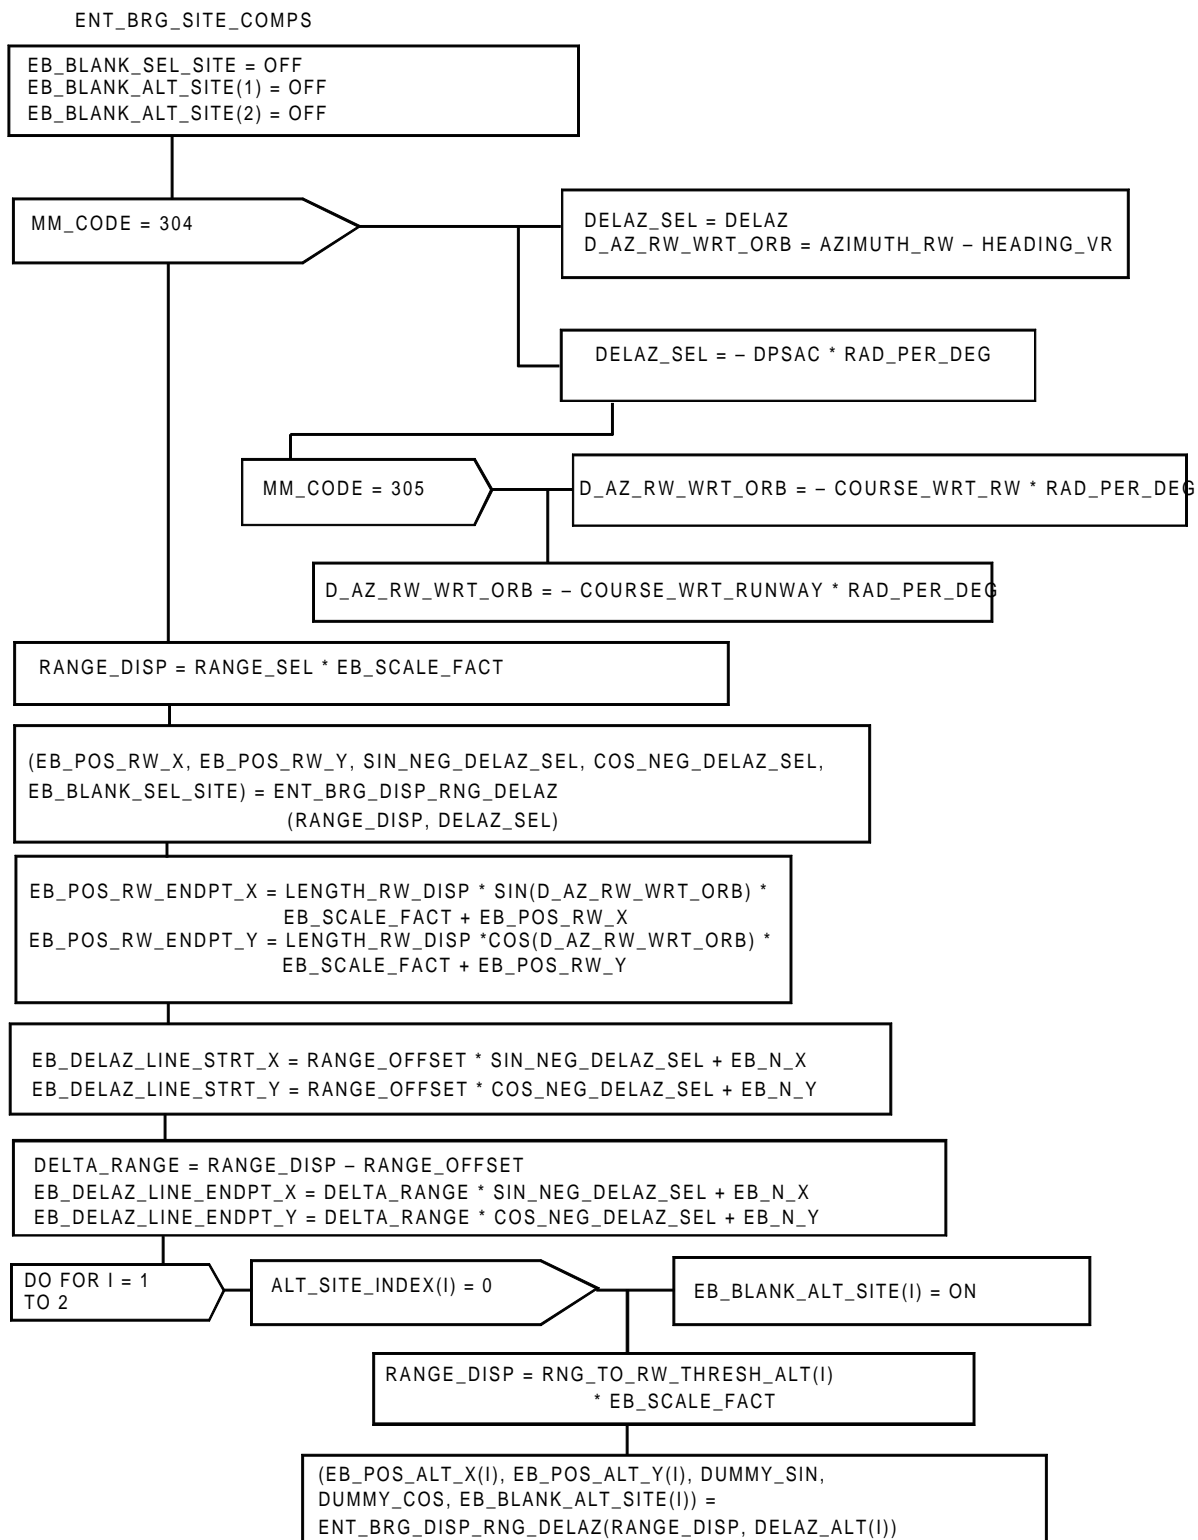 ENT_BRG_SITE_COMPS
EB_BLANK_SEL_SITE = OFF
EB_BLANK_ALT_SITE(1) = OFF
EB_BLANK_ALT_SITE(2) = OFF
MM_CODE = 304
DELAZ_SEL = DELAZ
D_AZ_RW_WRT_ORB = AZIMUTH_RW – HEADING_VR
DELAZ_SEL = – DPSAC * RAD_PER_DEG
MM_CODE = 305
D_AZ_RW_WRT_ORB = – COURSE_WRT_RW * RAD_PER_DEG
D_AZ_RW_WRT_ORB = – COURSE_WRT_RUNWAY * RAD_PER_DEG
RANGE_DISP = RANGE_SEL * EB_SCALE_FACT
(EB_POS_RW_X, EB_POS_RW_Y, SIN_NEG_DELAZ_SEL, COS_NEG_DELAZ_SEL,
EB_BLANK_SEL_SITE) = ENT_BRG_DISP_RNG_DELAZ
(RANGE_DISP, DELAZ_SEL)
EB_POS_RW_ENDPT_X = LENGTH_RW_DISP * SIN(D_AZ_RW_WRT_ORB) *
EB_SCALE_FACT + EB_POS_RW_X
EB_POS_RW_ENDPT_Y = LENGTH_RW_DISP *COS(D_AZ_RW_WRT_ORB) *
EB_SCALE_FACT + EB_POS_RW_Y
EB_DELAZ_LINE_STRT_X = RANGE_OFFSET * SIN_NEG_DELAZ_SEL + EB_N_X
EB_DELAZ_LINE_STRT_Y = RANGE_OFFSET * COS_NEG_DELAZ_SEL + EB_N_Y
DELTA_RANGE = RANGE_DISP – RANGE_OFFSET
EB_DELAZ_LINE_ENDPT_X = DELTA_RANGE * SIN_NEG_DELAZ_SEL + EB_N_X
EB_DELAZ_LINE_ENDPT_Y = DELTA_RANGE * COS_NEG_DELAZ_SEL + EB_N_Y
DO FOR I = 1
TO 2
ALT_SITE_INDEX(I) = 0
EB_BLANK_ALT_SITE(I) = ON
RANGE_DISP = RNG_TO_RW_THRESH_ALT(I)
* EB_SCALE_FACT
(EB_POS_ALT_X(I), EB_POS_ALT_Y(I), DUMMY_SIN,
DUMMY_COS, EB_BLANK_ALT_SITE(I)) =
ENT_BRG_DISP_RNG_DELAZ(RANGE_DISP, DELAZ_ALT(I))